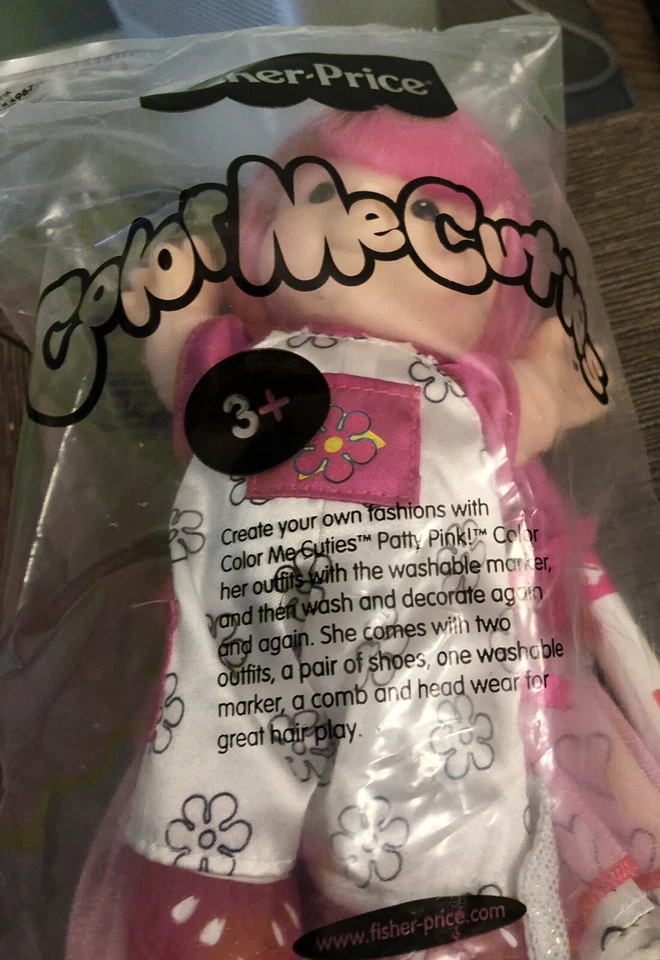 Fisher-Price®
Color Me Cuties
3+
Create your own fashions with
Color Me Cuties™ Patty Pink!™ Color
her outfits with the washable marker,
and then wash and decorate again
and again. She comes with two
outfits, a pair of shoes, one washable
marker, a comb and head wear for
great hair play.
www.fisher-price.com